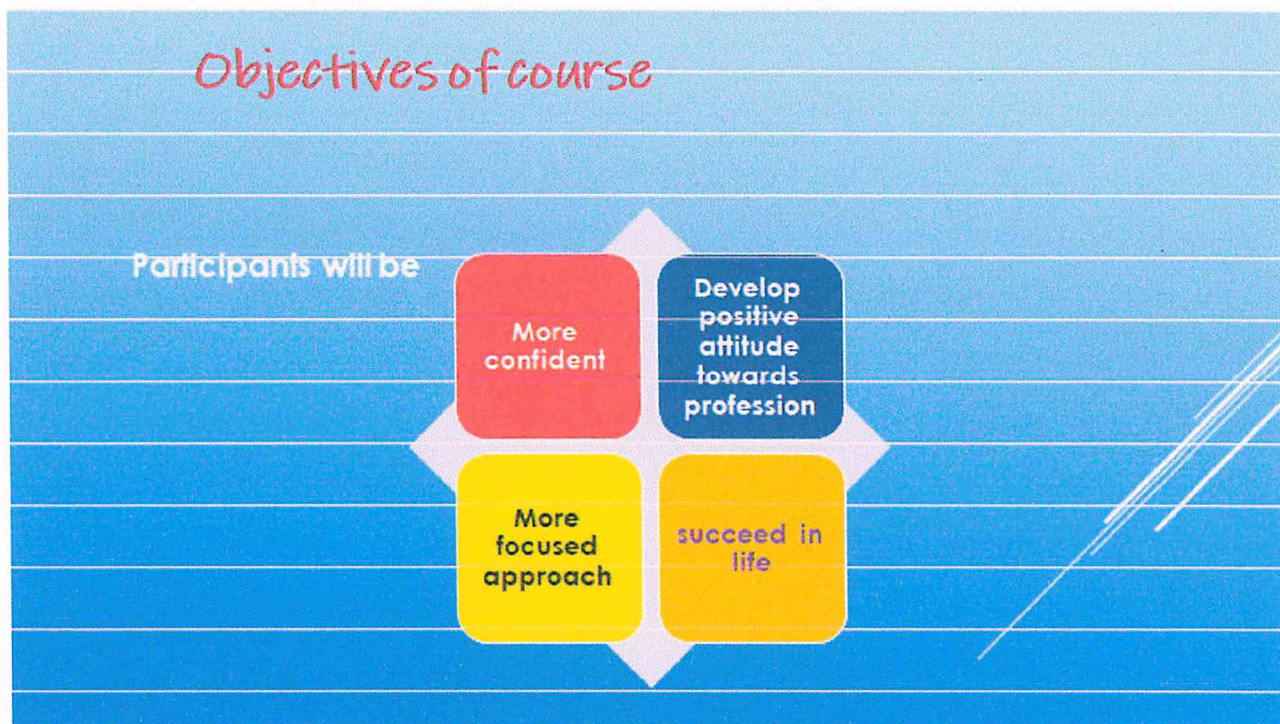 Objectives of course
Participants will be
More
confident
Develop
positive
attitude
towards
profession
More
focused
approach
succeed in
life